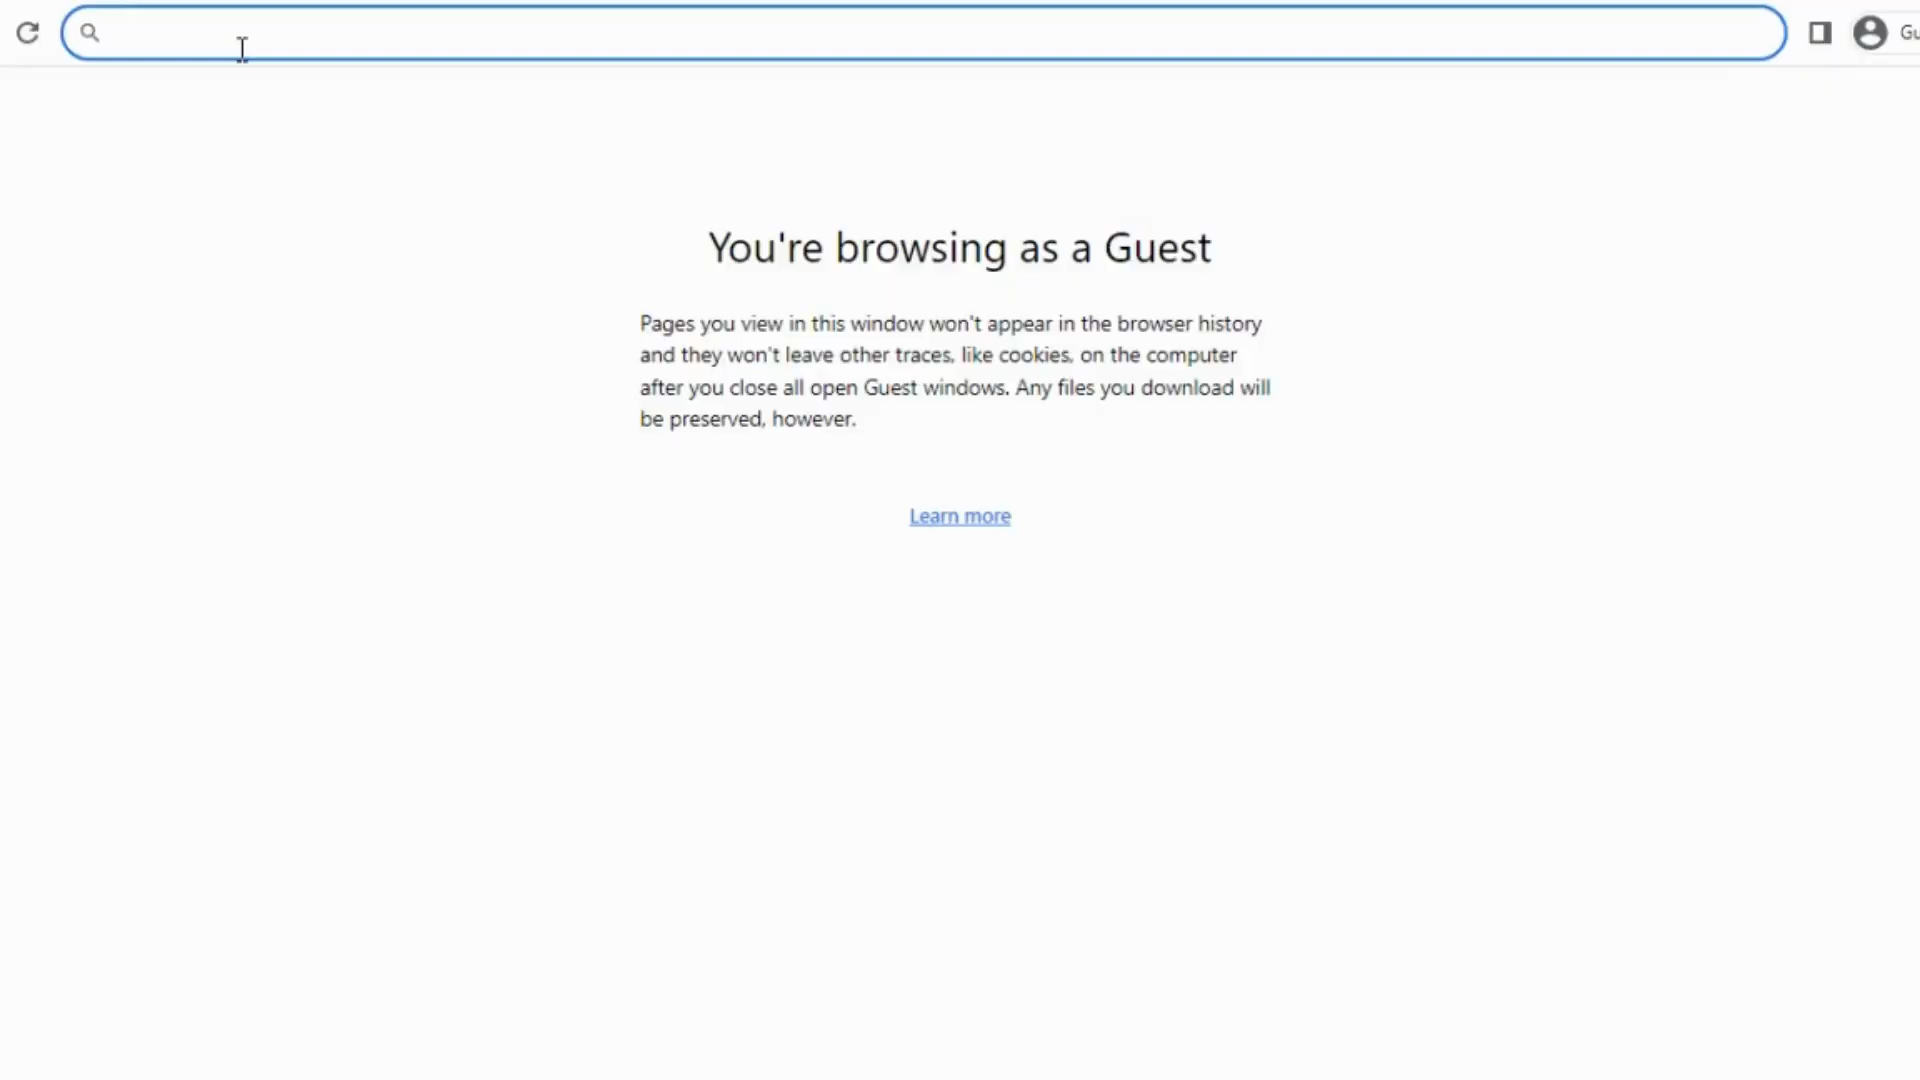 Gu
You're browsing as a Guest
Pages you view in this window won't appear in the browser history
and they won't leave other traces, like cookies, on the computer
after you close all open Guest windows. Any files you download will
be preserved, however.
Learn more